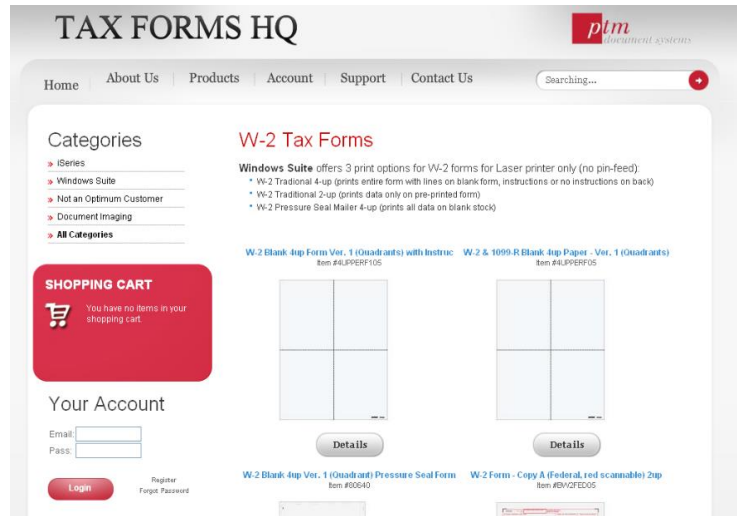 TAX FORMS HQ
ptm
document systems
Home
About Us
Products
Account
Support
Contact Us
Searching...
Categories
iSeries
Windows Suite
Not an Optimum Customer
Document Imaging
All Categories
SHOPPING CART
You have no items in your
shopping cart.
Your Account
Email:
Pass:
Login
Register
Forgot Password
W-2 Tax Forms
Windows Suite offers 3 print options for W-2 forms for Laser printer only (no pin-feed):
W-2 Tradional 4-up (prints entire form with lines on blank form, instructions or no instructions on back)
W-2 Traditional 2-up (prints data only on pre-printed
form)
W-2 Pressure Seal Mailer 4-up (prints all data on blank stock)
W-2 Blank 4up Form Ver. 1 (Quadrants) with Instruc
Item #4UPPERF105
W-2 & 1099-R Blank 4up Paper - Ver. 1 (Quadrants)
Item #4UPPERF05
Details
Details
W-2 Blank 4up Ver. 1 (Quadrant) Pressure Seal Form
Item #80640
W-2 Form - Copy A (Federal, red scannable) 2up
Item #BW2FED05